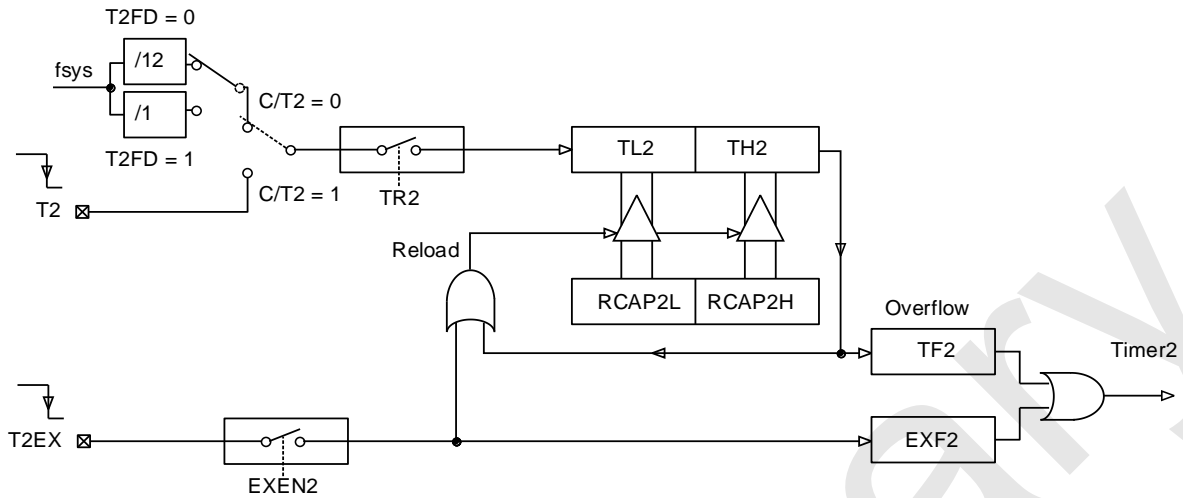 T2FD = 0
/12
fsys
/1
T2FD = 1
C/T2 = 0
C/T2 = 1
T2
TR2
TL2
TH2
Reload
RCAP2L
RCAP2H
Overflow
TF2
Timer2
T2EX
EXEN2
EXF2
ary